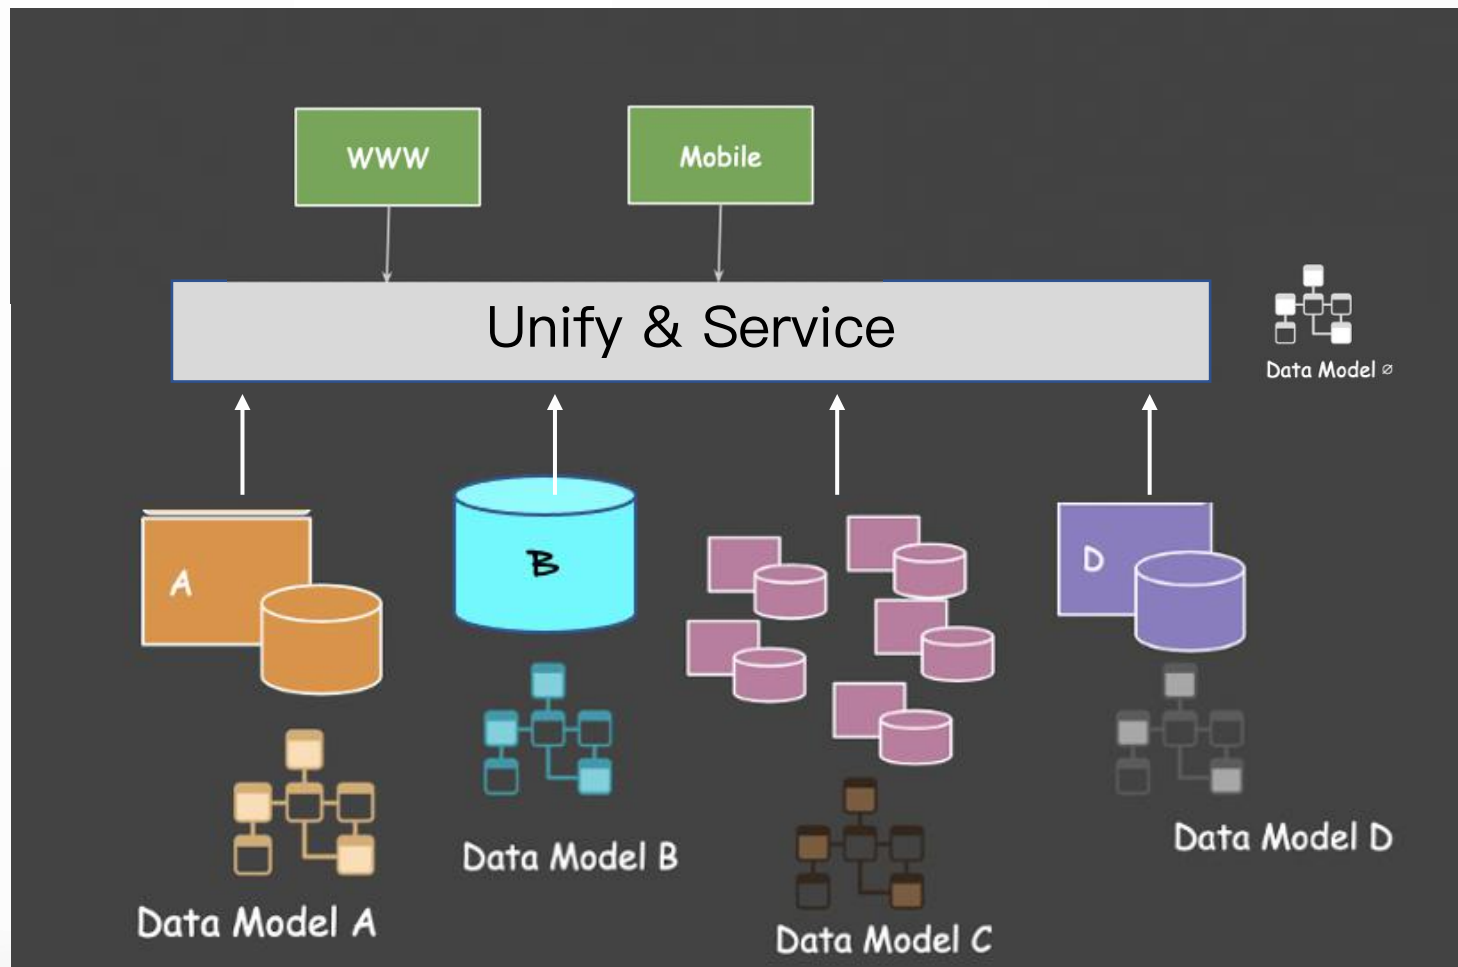 WWW
Mobile
Unify & Service
Data Model ∅
A
B
D
Data Model A
Data Model B
Data Model C
Data Model D